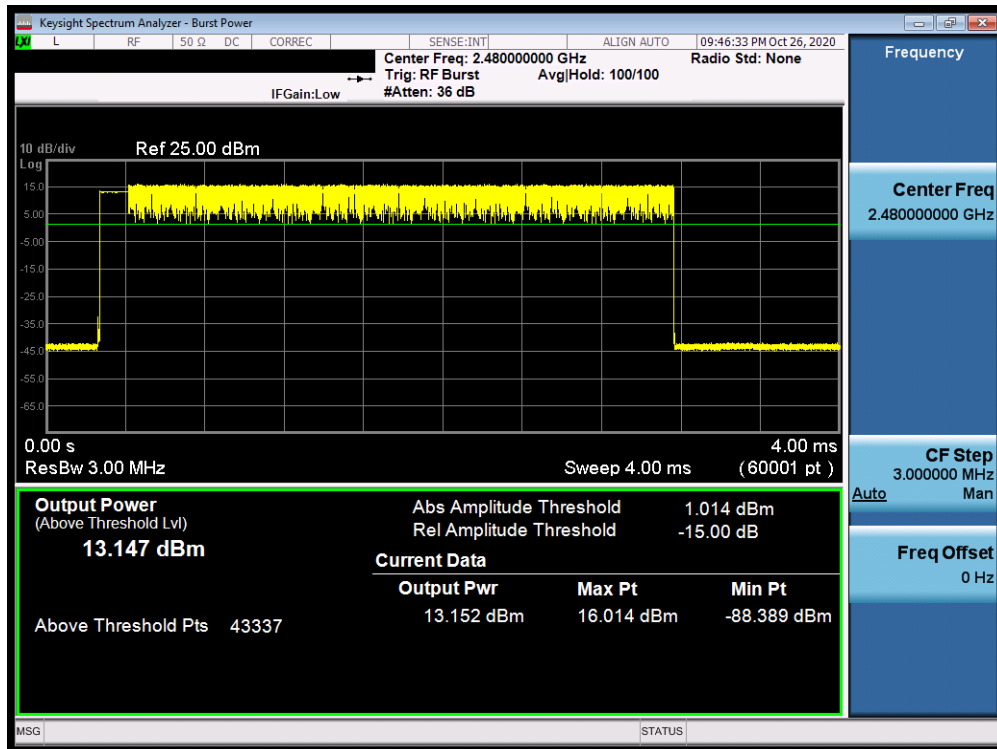 Keysight Spectrum Analyzer - Burst Power
LXI L RF 50 Ω DC CORREC SENSE:INT ALIGN AUTO 09:46:33 PM Oct 26, 2020
Center Freq: 2.480000000 GHz Radio Std: None
Trig: RF Burst Avg|Hold: 100/100
IFGain:Low #Atten: 36 dB
10 dB/div Ref 25.00 dBm
Log
15.0
5.00
-5.00
-15.0
-25.0
-35.0
-45.0
-55.0
-65.0
0.00 s 4.00 ms
ResBw 3.00 MHz Sweep 4.00 ms (60001 pt)
Output Power
(Above Threshold Lvl)
13.147 dBm
Above Threshold Pts 43337
Abs Amplitude Threshold 1.014 dBm
Rel Amplitude Threshold -15.00 dB
Current Data
Output Pwr Max Pt Min Pt
13.152 dBm 16.014 dBm -88.389 dBm
Frequency
Center Freq
2.480000000 GHz
CF Step
3.000000 MHz
Auto Man
Freq Offset
0 Hz
MSG STATUS